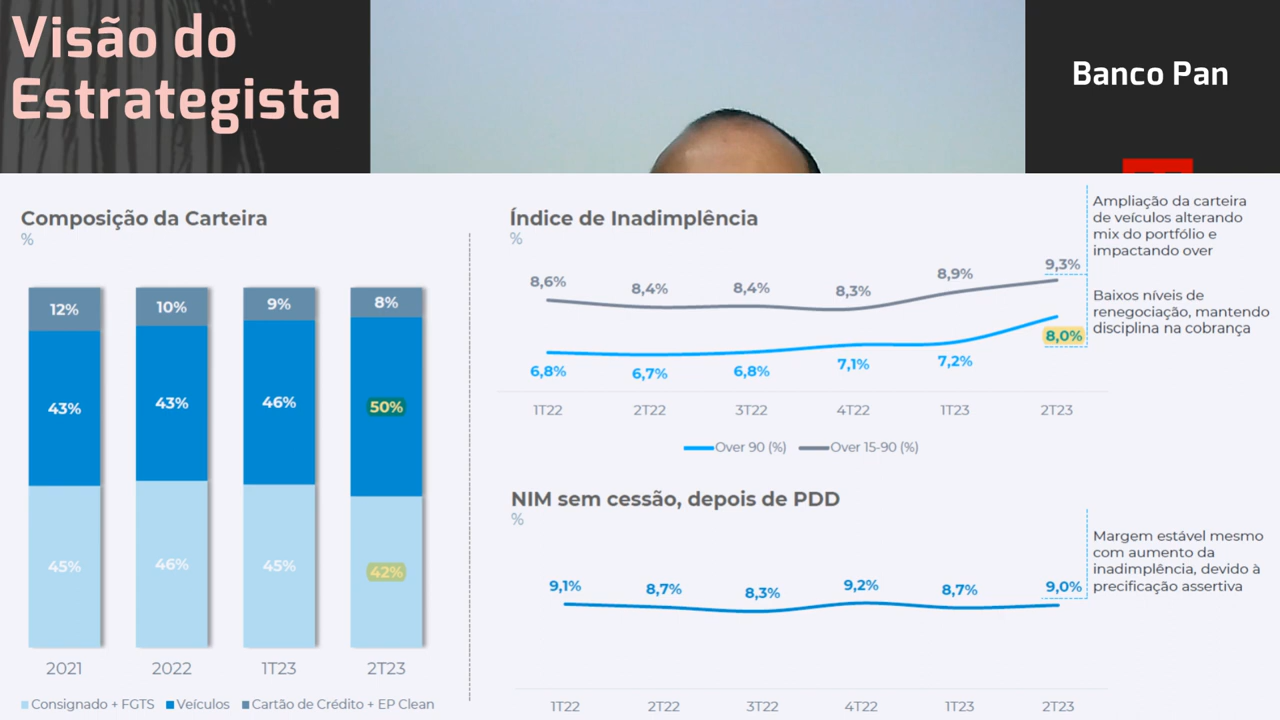 Visão do
Estrategista
Banco Pan
Composição da Carteira
%
12%
10%
9%
8%
43%
43%
46%
50%
45%
46%
45%
42%
2021
2022
1T23
2T23
Consignado + FGTS
Veículos
Cartão de Crédito + EP Clean
Índice de Inadimplência
%
8,6%
8,4%
8,4%
8,3%
8,9%
9,3%
6,8%
6,7%
6,8%
7,1%
7,2%
8,0%
1T22
2T22
3T22
4T22
1T23
2T23
Over 90 (%)
Over 15-90 (%)
Ampliação da carteira
de veículos alterando
mix do portfólio e
impactando over
Baixos níveis de
renegociação, mantendo
disciplina na cobrança
NIM sem cessão, depois de PDD
%
9,1%
8,7%
8,3%
9,2%
8,7%
9,0%
1T22
2T22
3T22
4T22
1T23
2T23
Margem estável mesmo
com aumento da
inadimplência, devido à
precificação assertiva